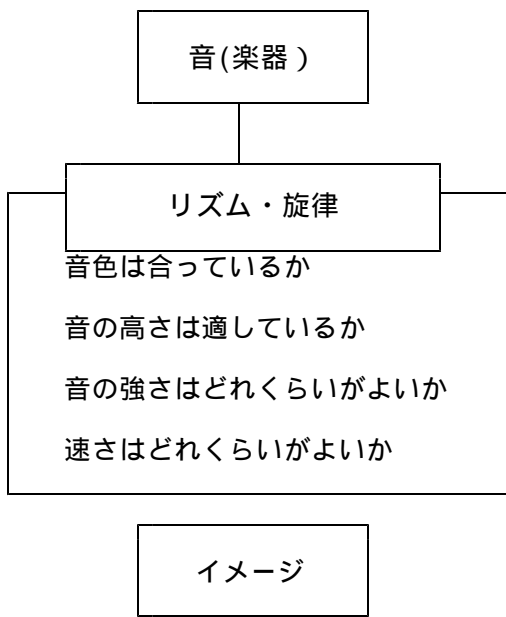 音(楽器)
リズム・旋律
音色は合っているか
音の高さは適しているか
音の強さはどれくらいがよいか
速さはどれくらいがよいか
イメージ